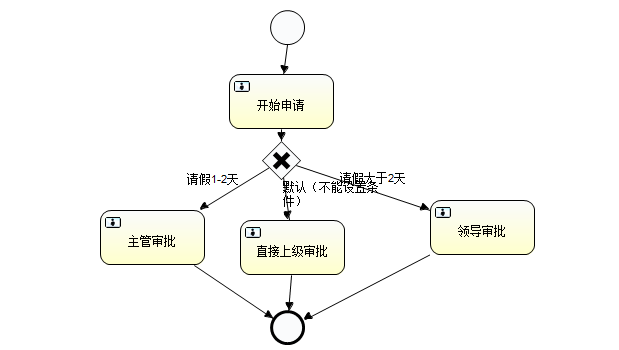 开始申请
请假1-2天
请假大于2天
默认（不能设置条
件）
主管审批
直接上级审批
领导审批